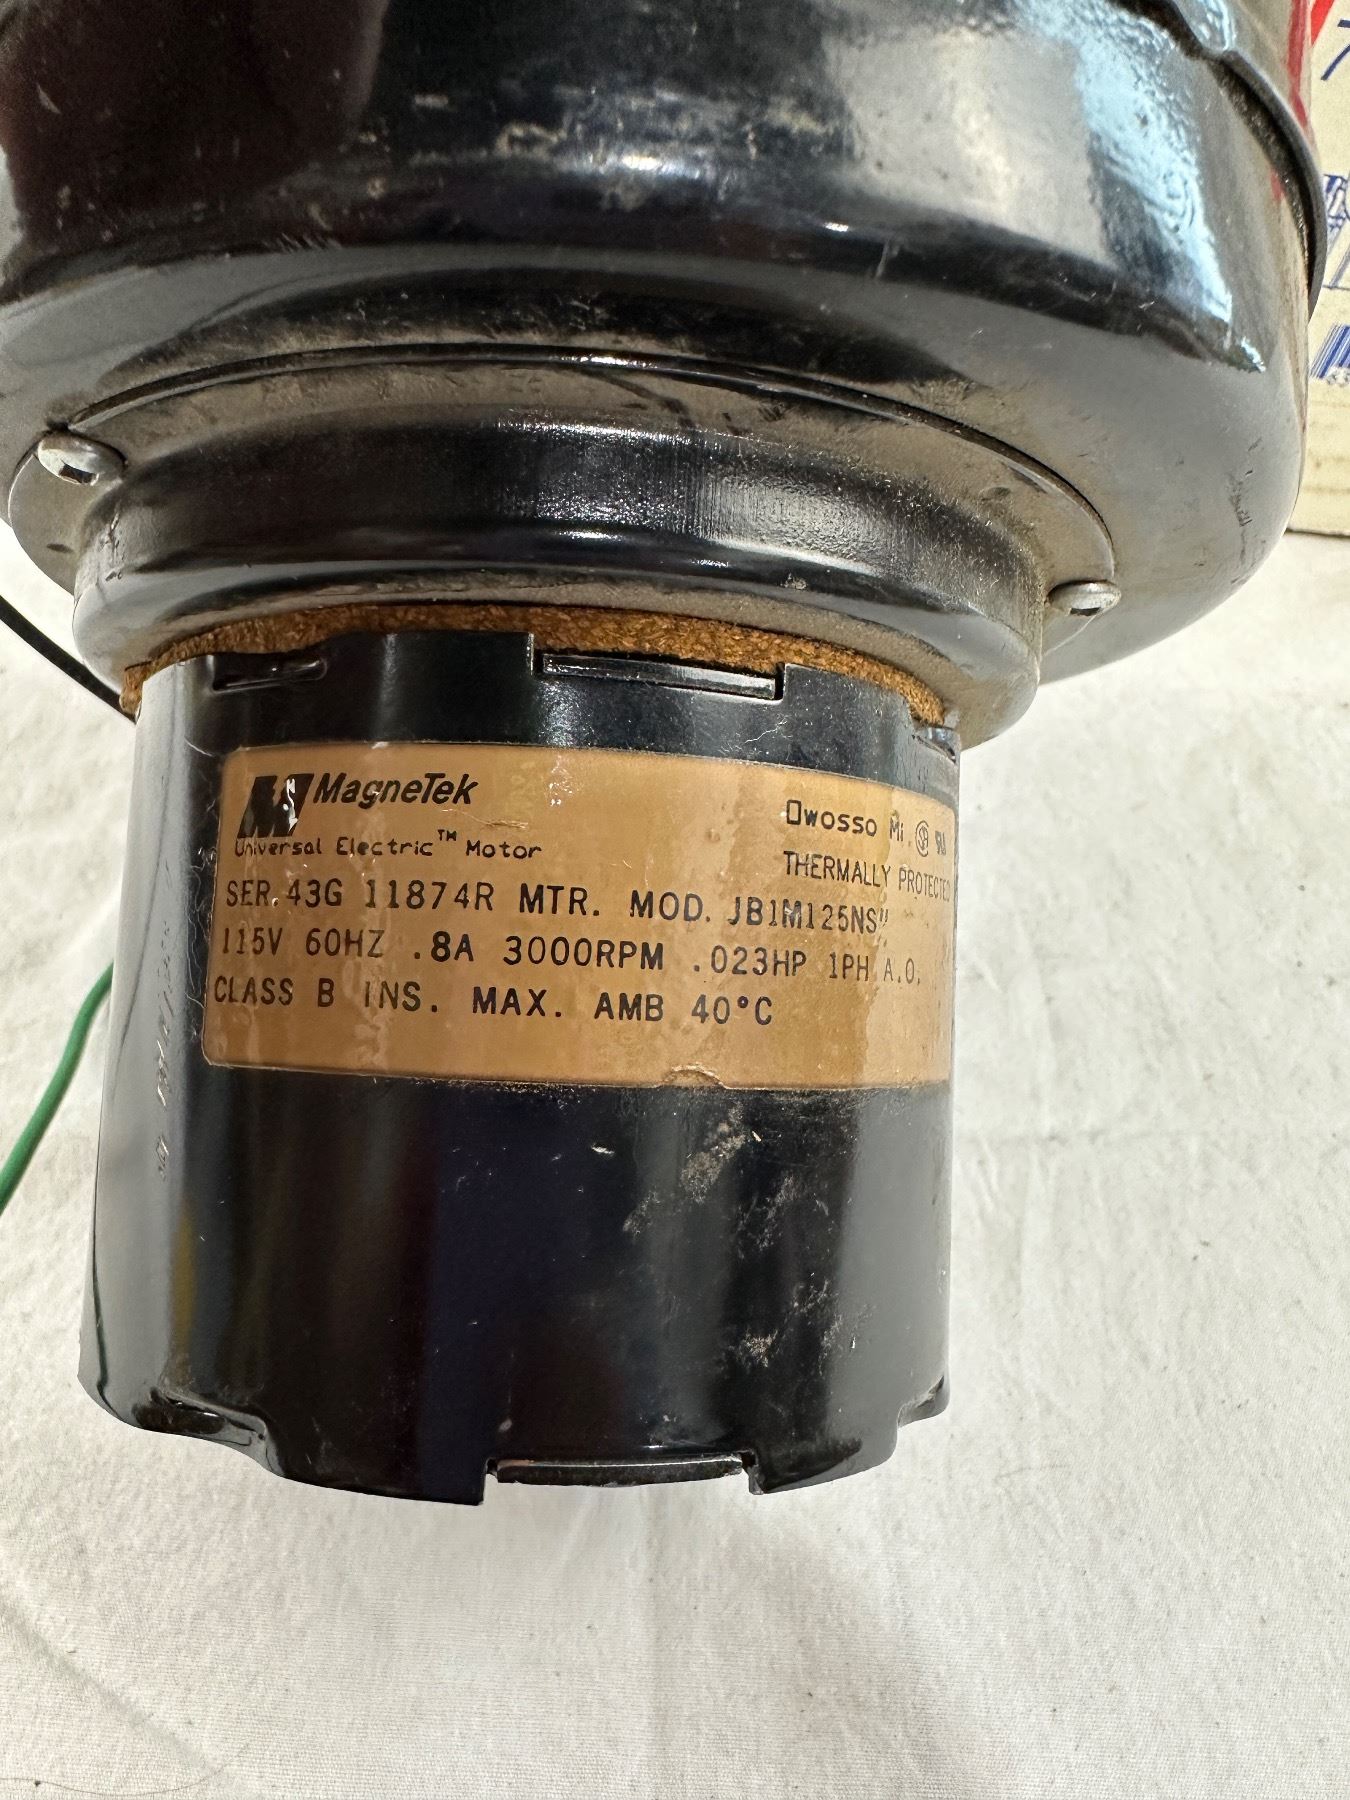 MagneTek
Universal Electric™ Motor
Owosso Mi.
THERMALLY PROTECTED
SER. 43G 11874R MTR. MOD. JB1M125NS"
115V 60HZ .8A 3000RPM .023HP 1PH A.O.
CLASS B INS. MAX. AMB 40°C